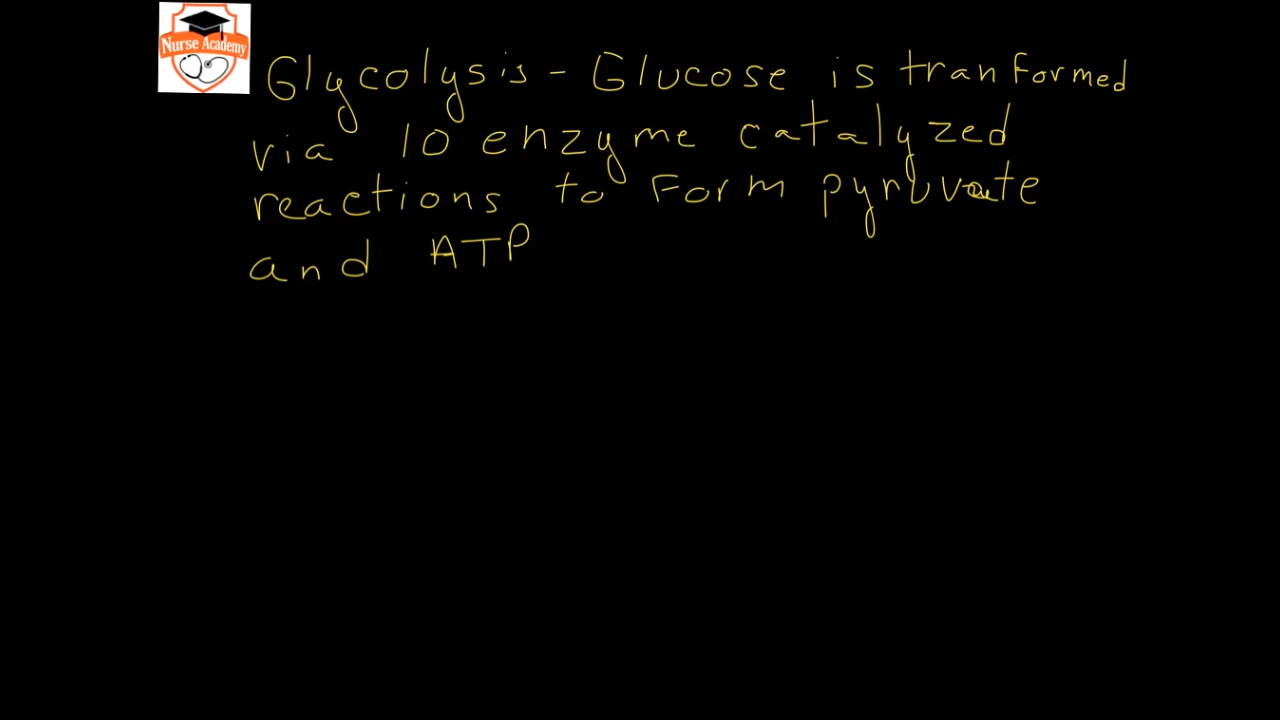 Nurse Academy
Glycolysis - Glucose is tranformed
via 10 enzyme catalyzed
reactions to form pyruvate
and ATP